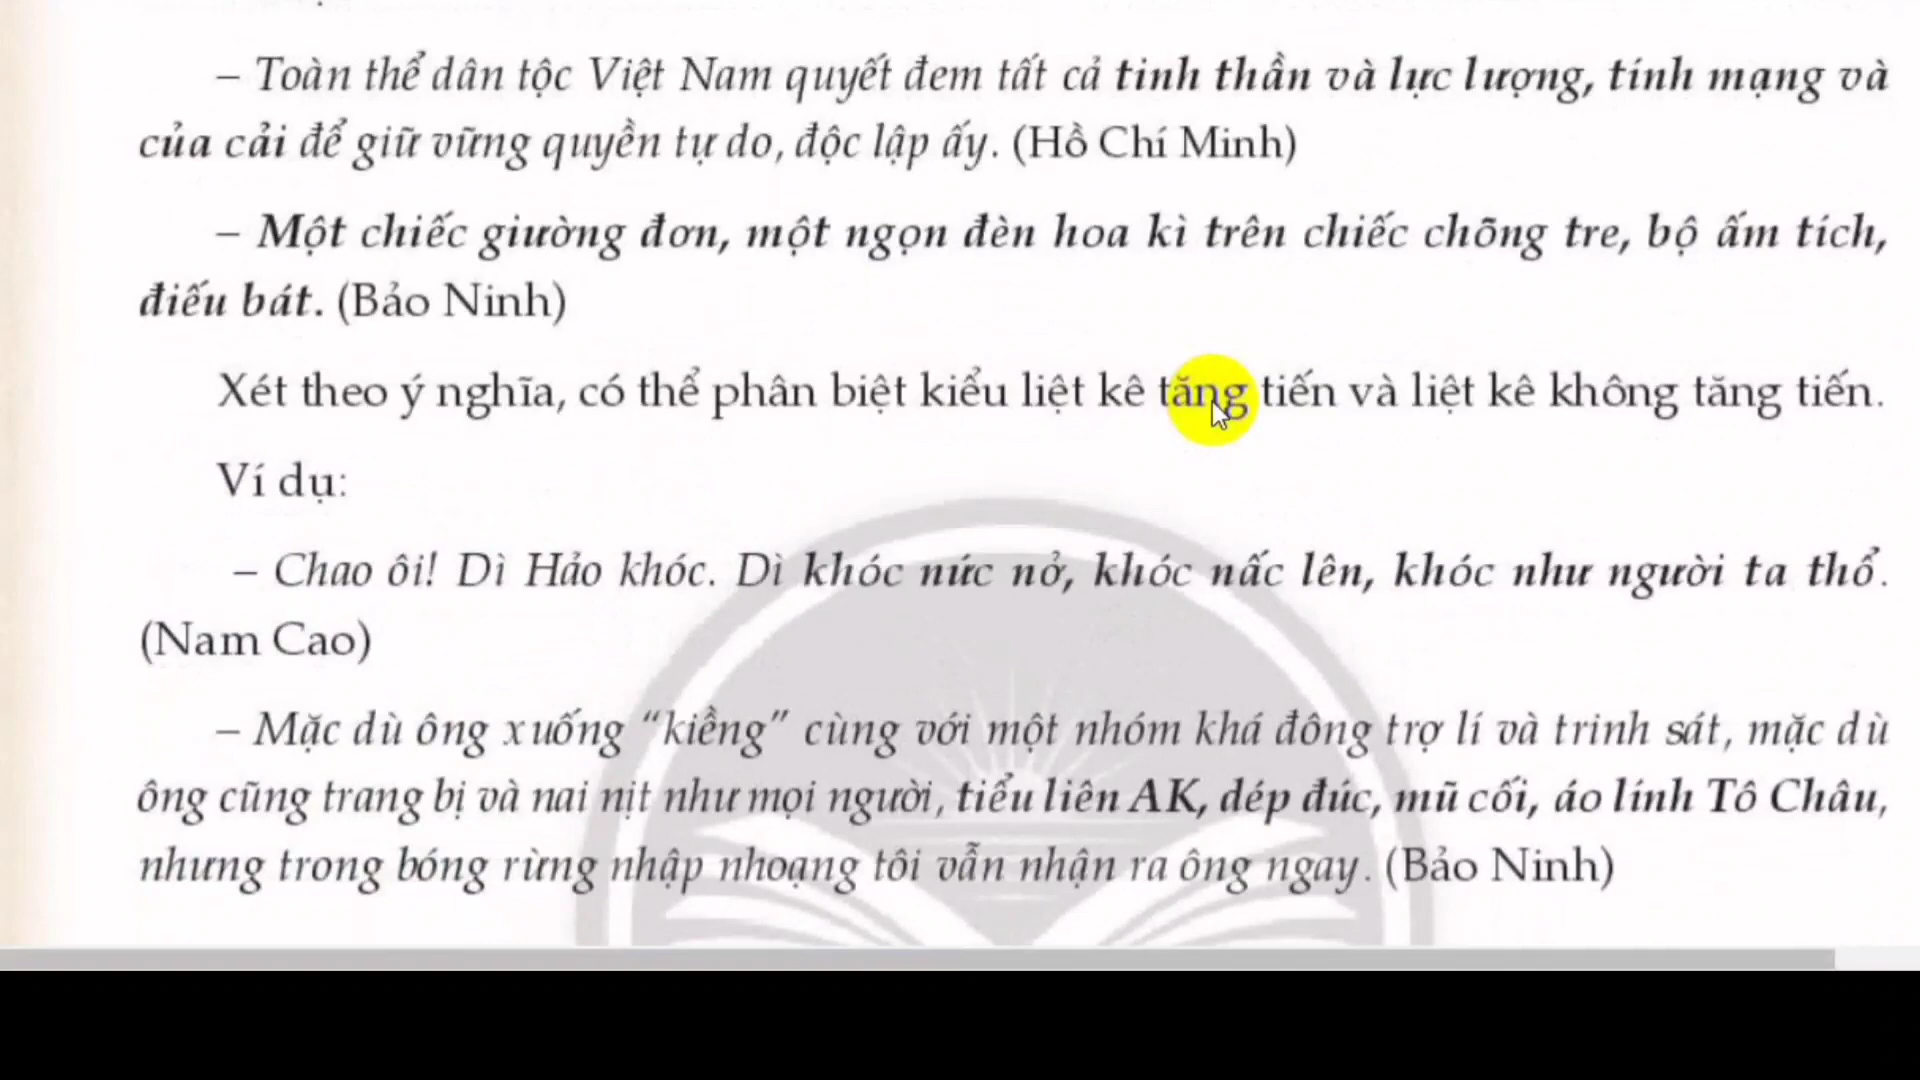 – Toàn thể dân tộc Việt Nam quyết đem tất cả tinh thần và lực lượng, tính mạng và
của cải để giữ vững quyền tự do, độc lập ấy. (Hồ Chí Minh)
– Một chiếc giường đơn, một ngọn đèn hoa kì trên chiếc chõng tre, bộ ấm tích,
điếu bát. (Bảo Ninh)
Xét theo ý nghĩa, có thể phân biệt kiểu liệt kê tăng tiến và liệt kê không tăng tiến.
Ví dụ:
– Chao ôi! Dì Hảo khóc. Dì khóc nức nở, khóc nấc lên, khóc như người ta thổ.
(Nam Cao)
– Mặc dù ông xuống “kiềng” cùng với một nhóm khá đông trợ lí và trinh sát, mặc dù
ông cũng trang bị và nai nịt như mọi người, tiểu liên AK, dép đúc, mũ cối, áo lính Tô Châu,
nhưng trong bóng rừng nhập nhoạng tôi vẫn nhận ra ông ngay. (Bảo Ninh)